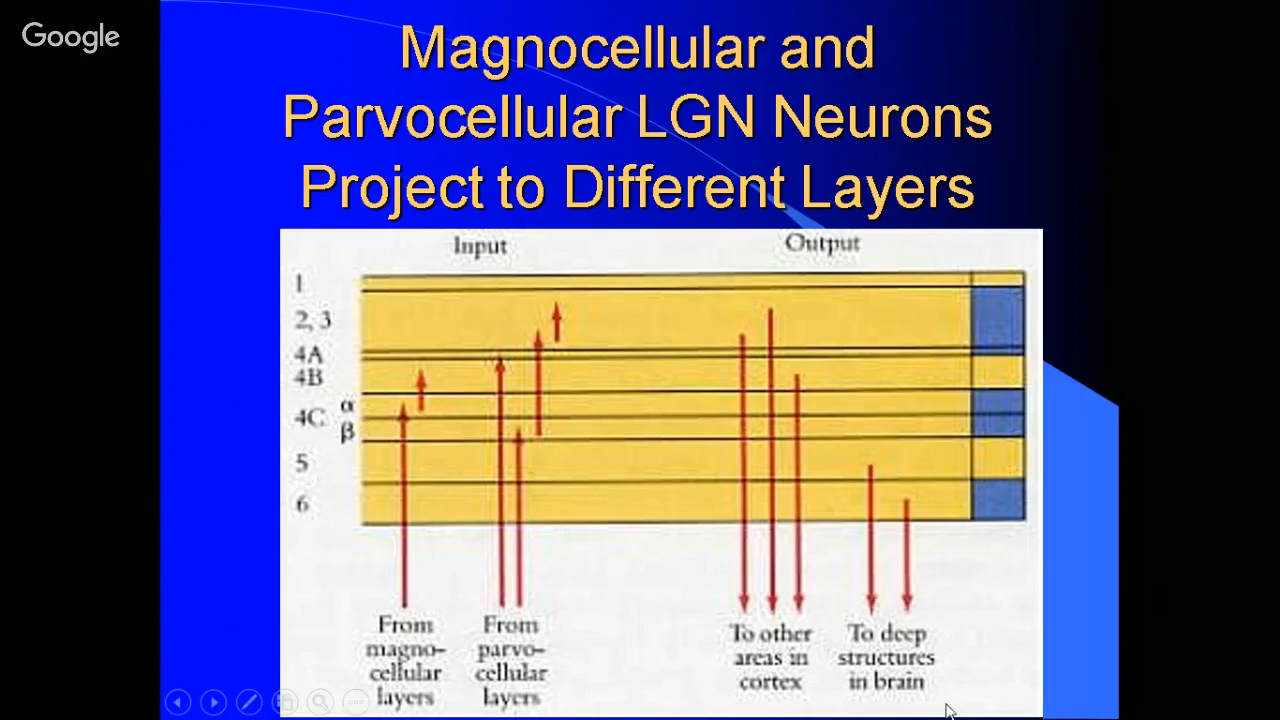 Google
Magnocellular and
Parvocellular LGN Neurons
Project to Different Layers
Input
Output
1
2, 3
4A
4B
α
4C
β
5
6
From
magno-
cellular
layers
From
parvo-
cellular
layers
To other
areas in
cortex
To deep
structures
in brain